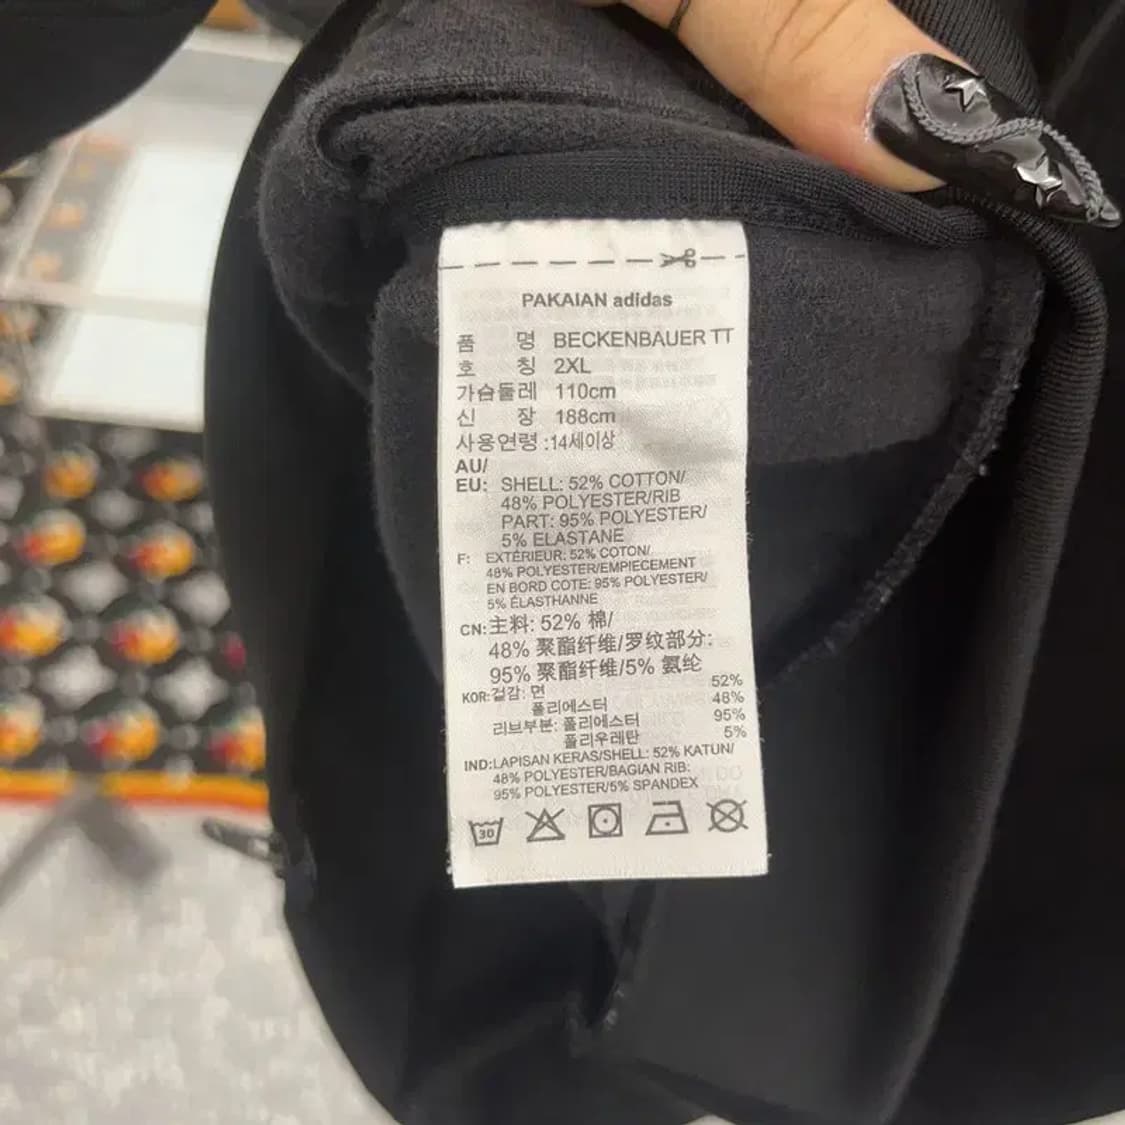 PAKAIAN adidas
품 명 BECKENBAUER TT
호 칭 2XL
가슴둘레 110cm
신 장 188cm
사용연령 :14세이상
AU/
EU: SHELL: 52% COTTON/
48% POLYESTER/RIB
PART: 95% POLYESTER/
5% ELASTANE
F: EXTÉRIEUR: 52% COTON/
48% POLYESTER/EMPIECEMENT
EN BORD COTE: 95% POLYESTER/
5% ÉLASTHANNE
CN:主料: 52% 棉/
48% 聚酯纤维/罗纹部分:
95% 聚酯纤维/5% 氨纶
KOR:겉감: 면 52%
폴리에스터 48%
리브부분: 폴리에스터 95%
폴리우레탄 5%
IND:LAPISAN KERAS/SHELL: 52% KATUN/
48% POLYESTER/BAGIAN RIB:
95% POLYESTER/5% SPANDEX
30